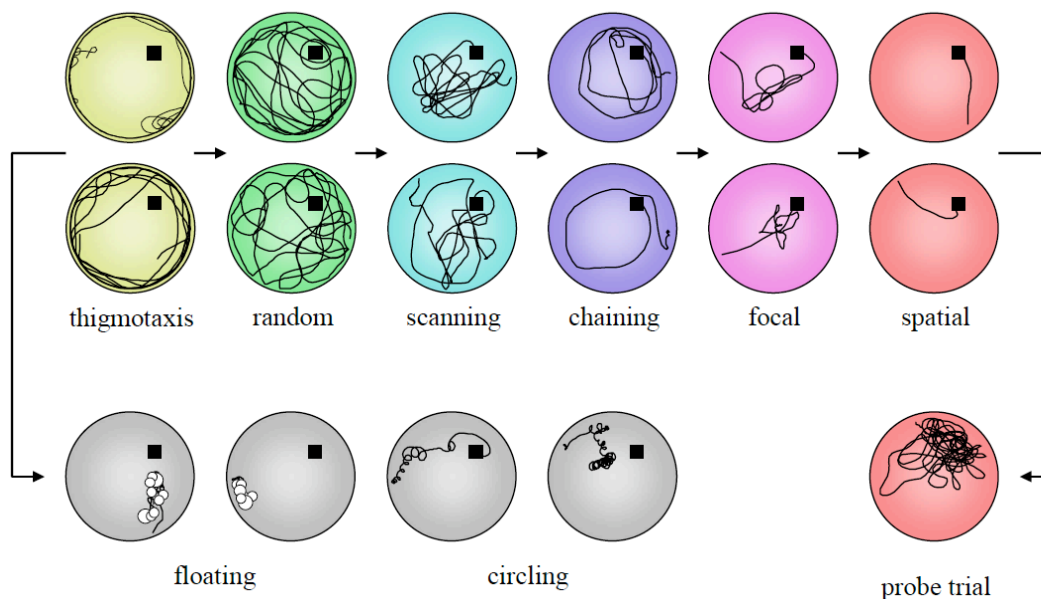 thigmotaxis random scanning chaining focal spatial
floating circling probe trial